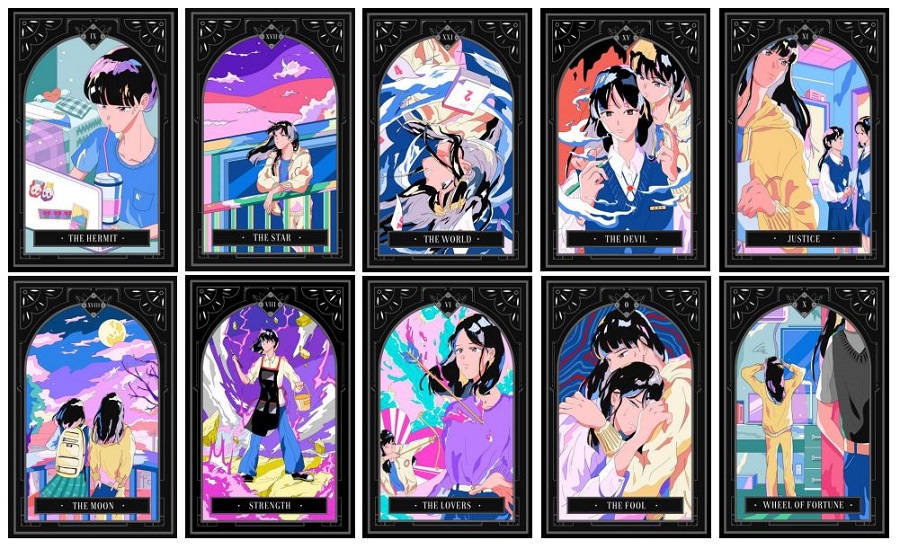 IX
XVII
XXI
XV
XI
2
· THE HERMIT ·
· THE STAR ·
· THE WORLD ·
· THE DEVIL ·
· JUSTICE ·
XVIII
VIII
VI
0
X
· THE MOON ·
· STRENGTH ·
· THE LOVERS ·
· THE FOOL ·
· WHEEL OF FORTUNE ·